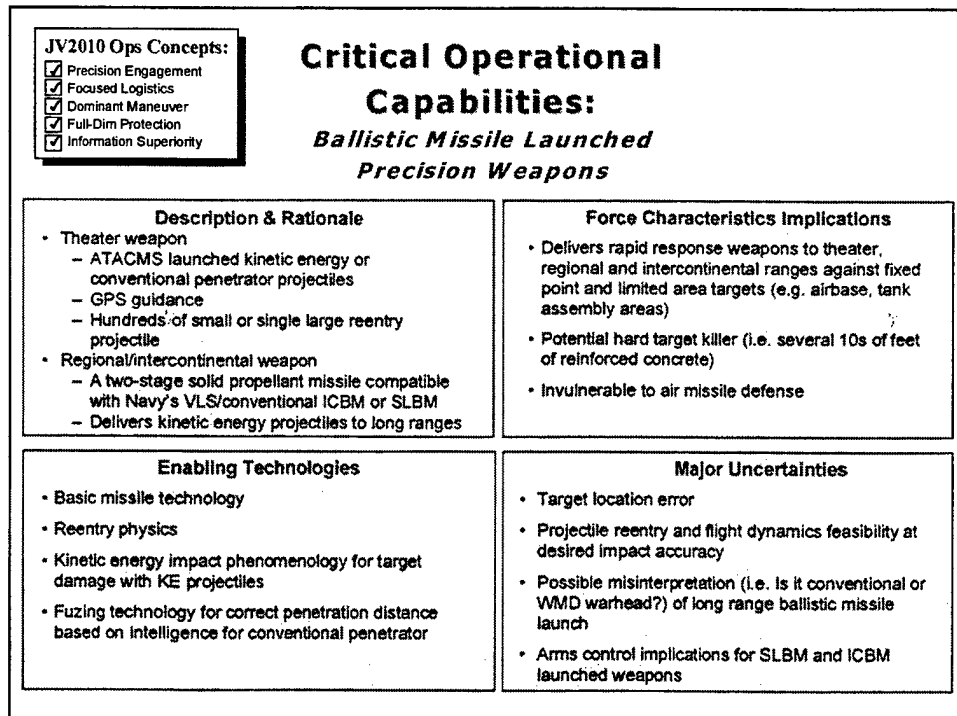 JV2010 Ops Concepts:
☑ Precision Engagement
☑ Focused Logistics
☑ Dominant Maneuver
☑ Full-Dim Protection
☑ Information Superiority
Critical Operational
Capabilities:
Ballistic Missile Launched
Precision Weapons
Description & Rationale
• Theater weapon
– ATACMS launched kinetic energy or
conventional penetrator projectiles
– GPS guidance
– Hundreds of small or single large reentry
projectile
• Regional/intercontinental weapon
– A two-stage solid propellant missile compatible
with Navy's VLS/conventional ICBM or SLBM
– Delivers kinetic energy projectiles to long ranges
Force Characteristics Implications
• Delivers rapid response weapons to theater,
regional and intercontinental ranges against fixed
point and limited area targets (e.g. airbase, tank
assembly areas)
• Potential hard target killer (i.e. several 10s of feet
of reinforced concrete)
• Invulnerable to air missile defense
Enabling Technologies
• Basic missile technology
• Reentry physics
• Kinetic energy impact phenomenology for target
damage with KE projectiles
• Fuzing technology for correct penetration distance
based on intelligence for conventional penetrator
Major Uncertainties
• Target location error
• Projectile reentry and flight dynamics feasibility at
desired impact accuracy
• Possible misinterpretation (i.e. Is it conventional or
WMD warhead?) of long range ballistic missile
launch
• Arms control implications for SLBM and ICBM
launched weapons